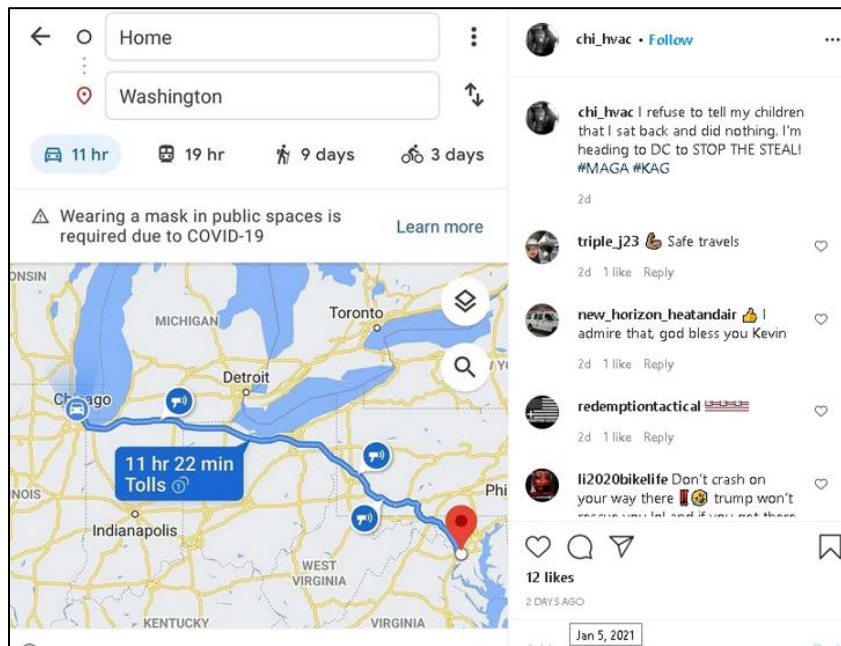 Home
Washington
11 hr
19 hr
9 days
3 days
Wearing a mask in public spaces is
required due to COVID-19
Learn more
ONSIN
MICHIGAN
Toronto
Detroit
Chicago
11 hr 22 min
Tolls
NOIS
Indianapolis
Phi
WEST
VIRGINIA
KENTUCKY
VIRGINIA
chi_hvac • Follow
chi_hvac I refuse to tell my children
that I sat back and did nothing. I'm
heading to DC to STOP THE STEAL!
#MAGA #KAG
2d
triple_j23 💪🏾 Safe travels
2d 1 like Reply
new_horizon_heatandair 👍 I
admire that, god bless you Kevin
2d 1 like Reply
redemptiontactical
2d 1 like Reply
li2020bikelife Don't crash on
your way there 🤣 trump won't
rescue you lol and if you get there
12 likes
2 DAYS AGO
Jan 5, 2021